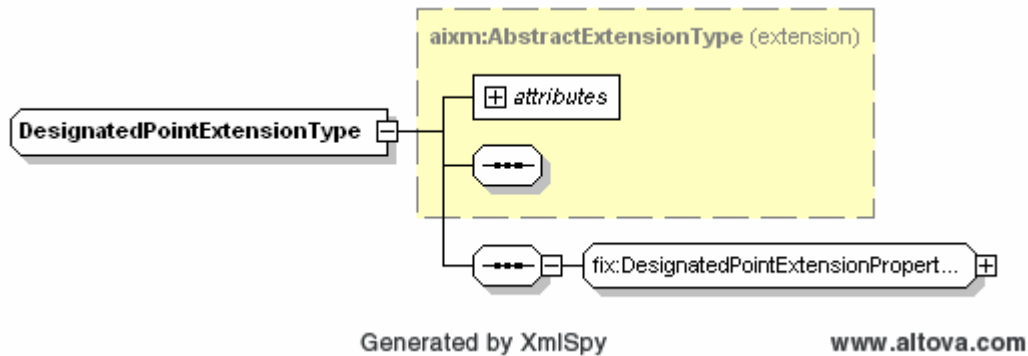 aixm:AbstractExtensionType (extension)
attributes
DesignatedPointExtensionType
fix:DesignatedPointExtensionPropert...
Generated by XmlSpy
www.altova.com